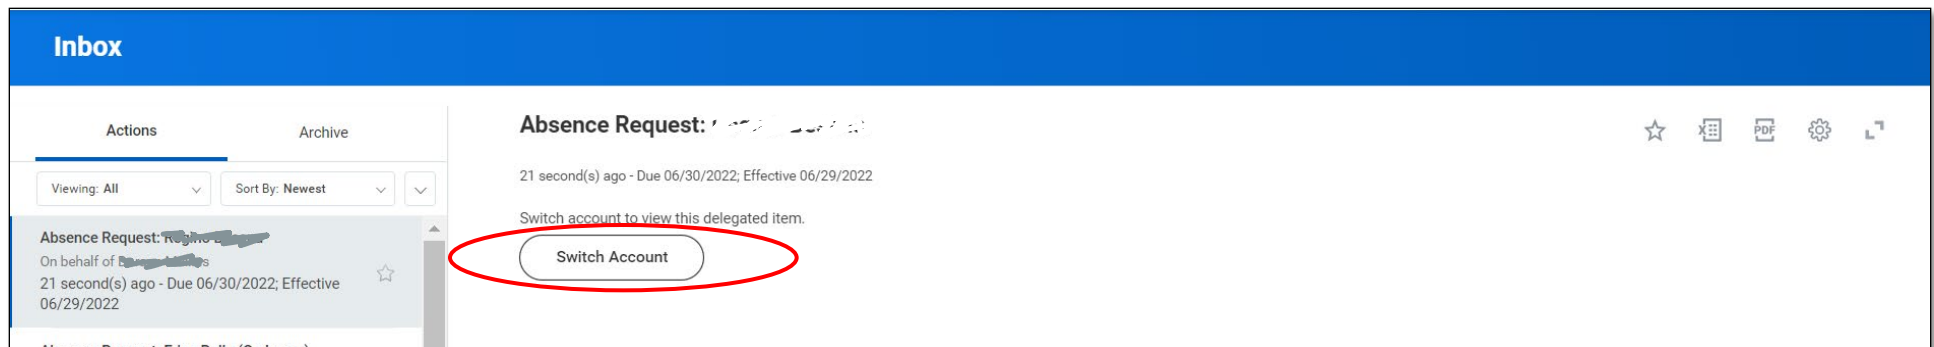 Inbox
Actions
Archive
Viewing: All
Sort By: Newest
Absence Request:
On behalf of
21 second(s) ago - Due 06/30/2022; Effective
06/29/2022
Absence Request:
PDF
21 second(s) ago - Due 06/30/2022; Effective 06/29/2022
Switch account to view this delegated item.
Switch Account